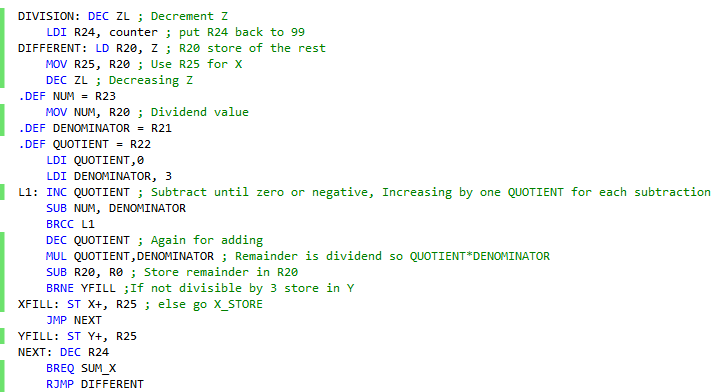 DIVISION: DEC ZL ; Decrement Z
LDI R24, counter ; put R24 back to 99
DIFFERENT: LD R20, Z ; R20 store of the rest
MOV R25, R20 ; Use R25 for X
DEC ZL ; Decreasing Z
.DEF NUM = R23
MOV NUM, R20 ; Dividend value
.DEF DENOMINATOR = R21
.DEF QUOTIENT = R22
LDI QUOTIENT,0
LDI DENOMINATOR, 3
L1: INC QUOTIENT ; Subtract until zero or negative, Increasing by one QUOTIENT for each subtraction
SUB NUM, DENOMINATOR
BRCC L1
DEC QUOTIENT ; Again for adding
MUL QUOTIENT,DENOMINATOR ; Remainder is dividend so QUOTIENT*DENOMINATOR
SUB R20, R0 ; Store remainder in R20
BRNE YFILL ;If not divisible by 3 store in Y
XFILL: ST X+, R25 ; else go X_STORE
JMP NEXT
YFILL: ST Y+, R25
NEXT: DEC R24
BREQ SUM_X
RJMP DIFFERENT